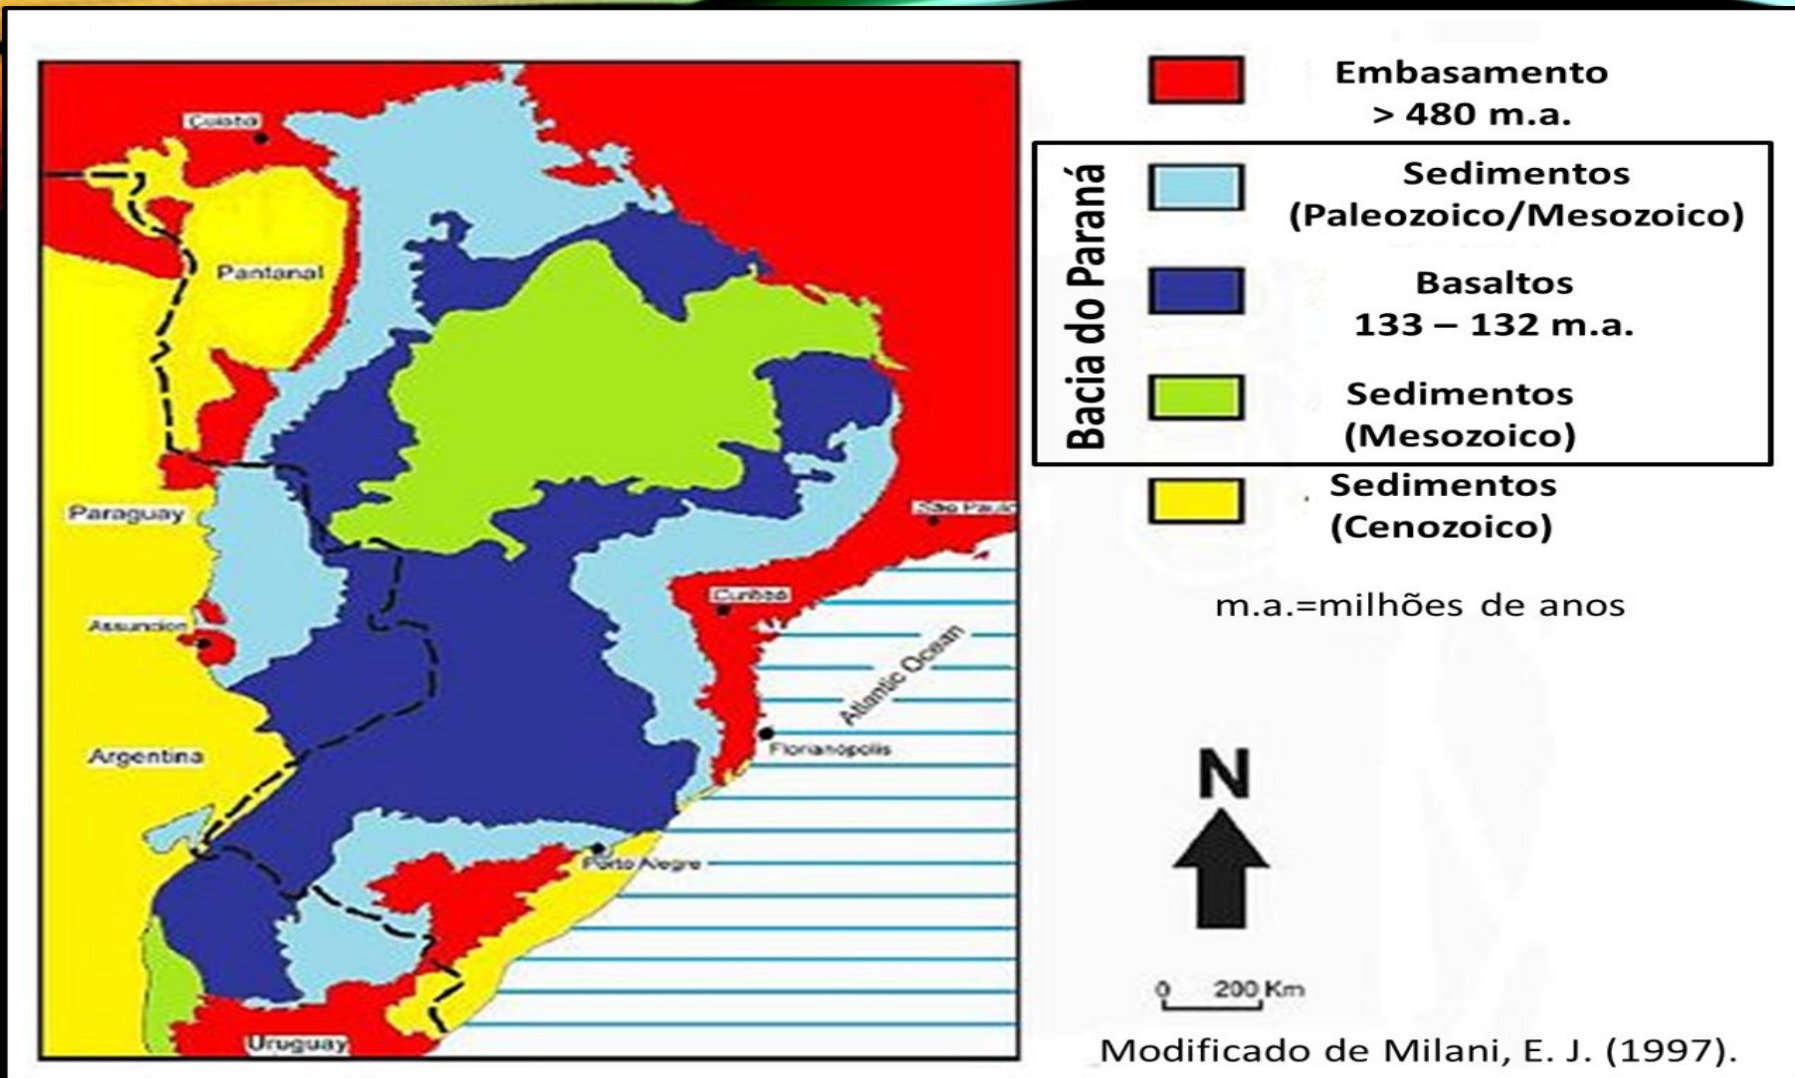 Cuiabá
Pantanal
Paraguay
São Paulo
Curitiba
Assuncion
Atlantic Ocean
Florianópolis
Argentina
Porto Alegre
Uruguay
Embasamento
> 480 m.a.
Bacia do Paraná
Sedimentos
(Paleozoico/Mesozoico)
Basaltos
133 – 132 m.a.
Sedimentos
(Mesozoico)
Sedimentos
(Cenozoico)
m.a.=milhões de anos
N
0 200 Km
Modificado de Milani, E. J. (1997).